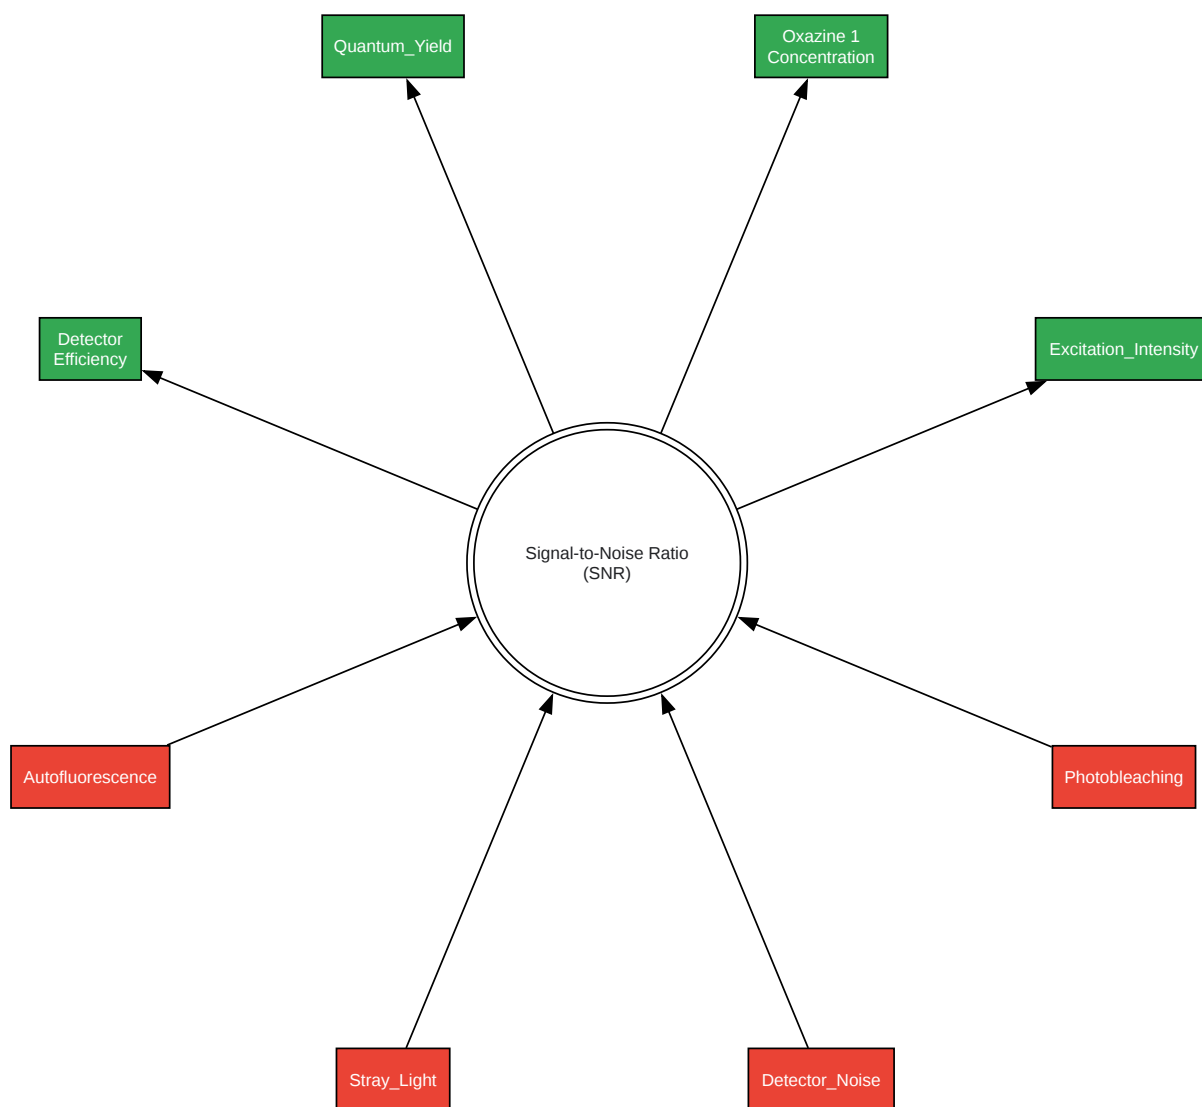 Quantum_Yield
Oxazine 1
Concentration
Detector
Efficiency
Excitation_Intensity
Signal-to-Noise Ratio
(SNR)
Autofluorescence
Photobleaching
Stray_Light
Detector_Noise